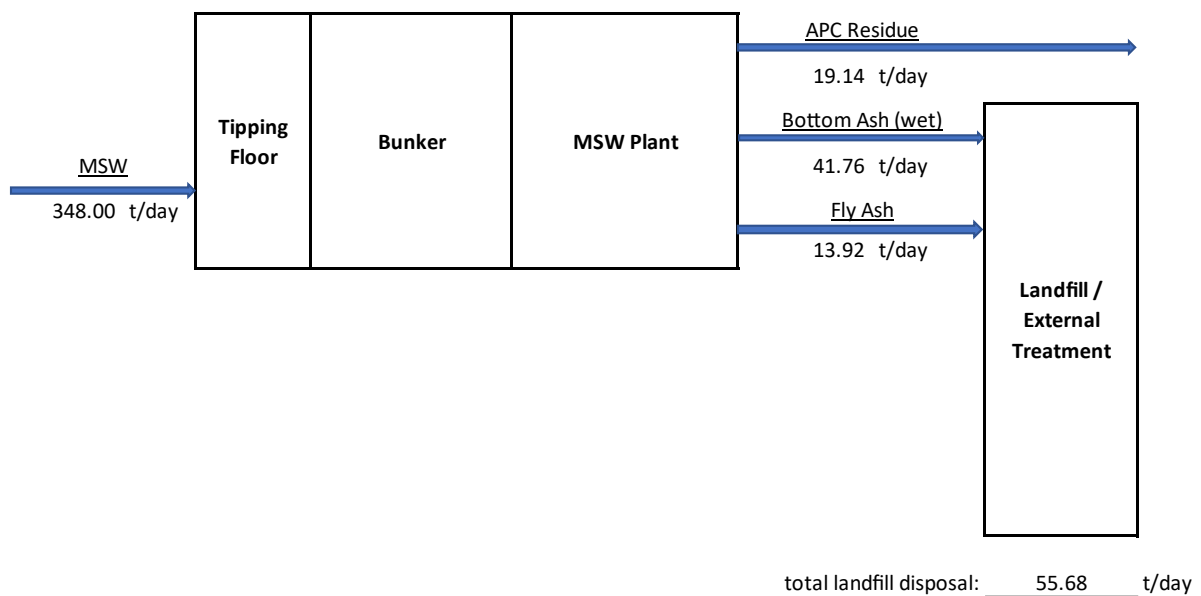 APC Residue
19.14 t/day
Tipping
Floor
Bunker
MSW Plant
Bottom Ash (wet)
41.76 t/day
MSW
348.00 t/day
Fly Ash
13.92 t/day
Landfill /
External
Treatment
total landfill disposal: 55.68 t/day